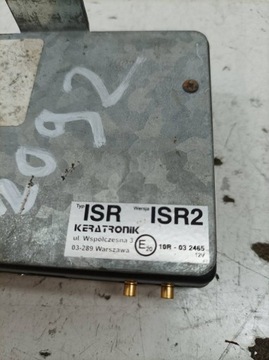 2092
Typ ISR Wersja ISR2
KERATRONIK
ul. Współczesna 3
03-289 Warszawa
E20 10R - 03 2465
12V